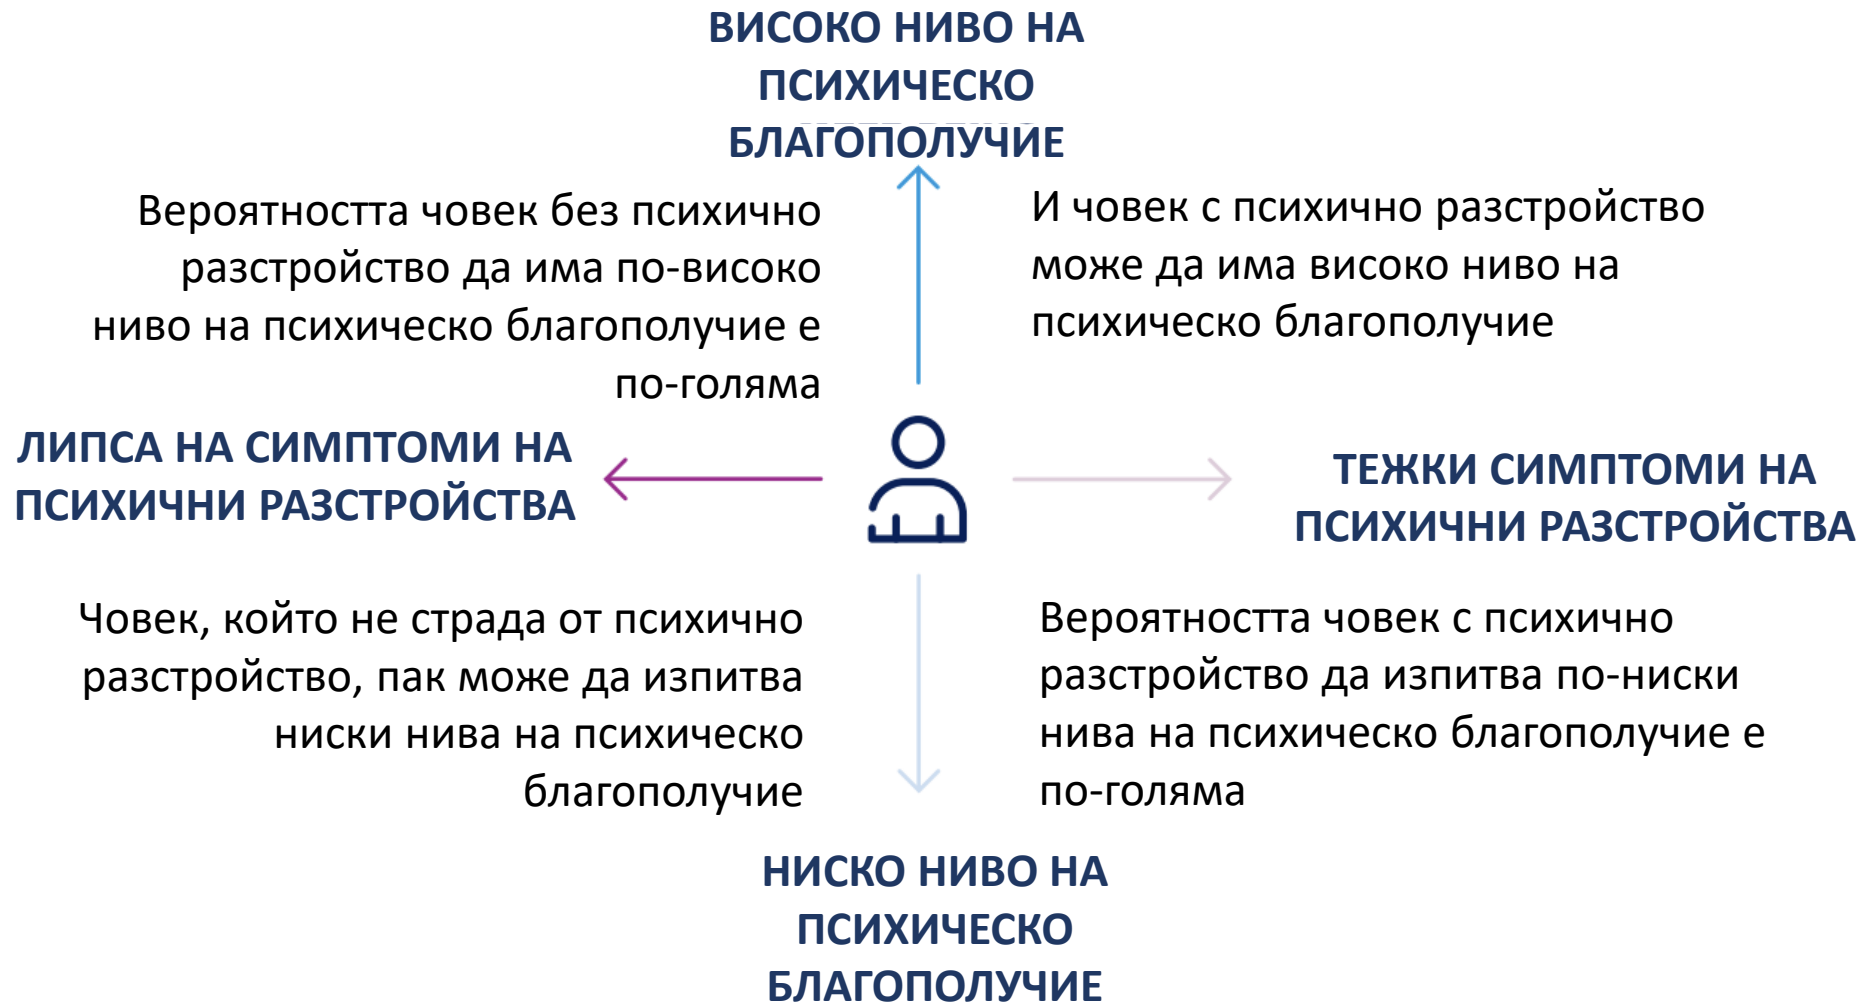 ВИСОКО НИВО НА
ПСИХИЧЕСКО
БЛАГОПОЛУЧИЕ
Вероятността човек без психично
разстройство да има по-високо
ниво на психическо благополучие е
по-голяма
И човек с психично разстройство
може да има високо ниво на
психическо благополучие
ЛИПСА НА СИМПТОМИ НА
ПСИХИЧНИ РАЗСТРОЙСТВА
ТЕЖКИ СИМПТОМИ НА
ПСИХИЧНИ РАЗСТРОЙСТВА
Човек, който не страда от психично
разстройство, пак може да изпитва
ниски нива на психическо
благополучие
Вероятността човек с психично
разстройство да изпитва по-ниски
нива на психическо благополучие е
по-голяма
НИСКО НИВО НА
ПСИХИЧЕСКО
БЛАГОПОЛУЧИЕ